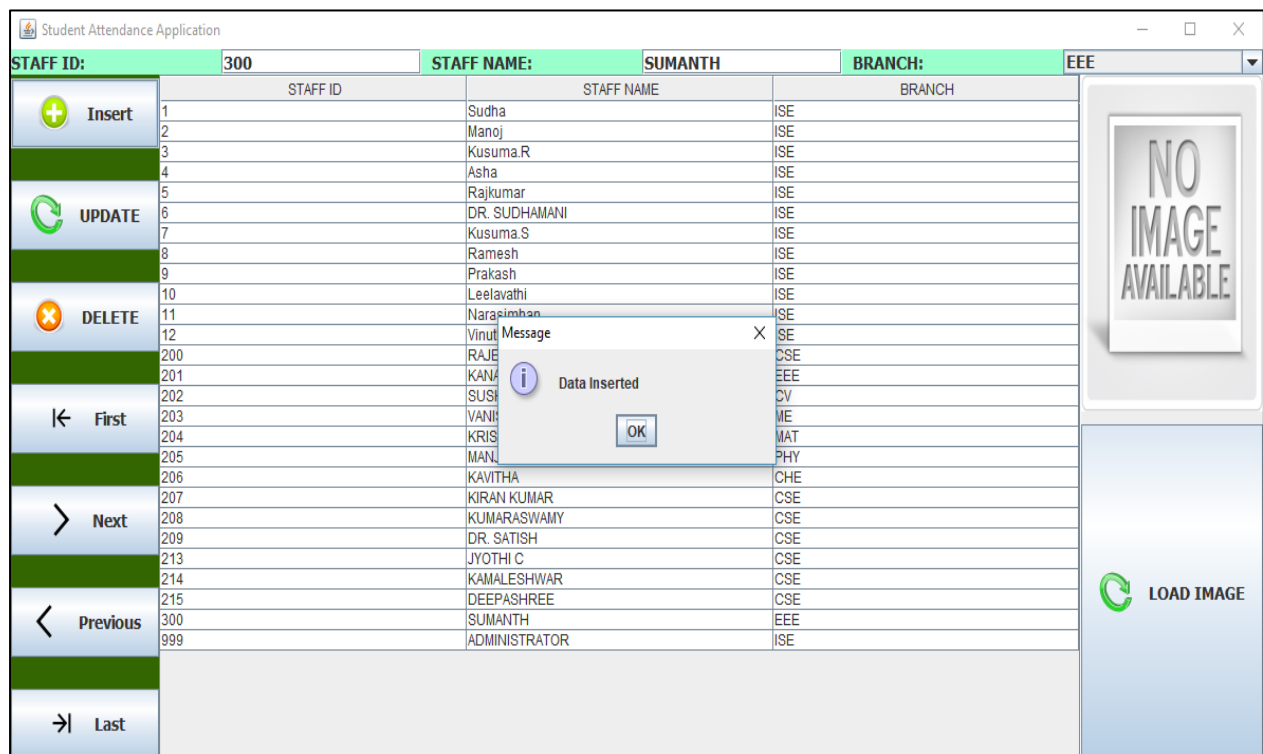 Student Attendance Application
STAFF ID: 300 STAFF NAME: SUMANTH BRANCH: EEE
STAFF ID STAFF NAME BRANCH
1 Sudha ISE
2 Manoj ISE
3 Kusuma.R ISE
4 Asha ISE
5 Rajkumar ISE
6 DR. SUDHAMANI ISE
7 Kusuma.S ISE
8 Ramesh ISE
9 Prakash ISE
10 Leelavathi ISE
11 Narasimhan ISE
12
200 CSE
201 EEE
202 CV
203 ME
204 MAT
205 PHY
206 KAVITHA CHE
207 KIRAN KUMAR CSE
208 KUMARASWAMY CSE
209 DR. SATISH CSE
213 JYOTHI C CSE
214 KAMALESHWAR CSE
215 DEEPASHREE CSE
300 SUMANTH EEE
999 ADMINISTRATOR ISE
Message
Data Inserted
OK
Insert
UPDATE
DELETE
First
Next
Previous
Last
NO
IMAGE
AVAILABLE
LOAD IMAGE